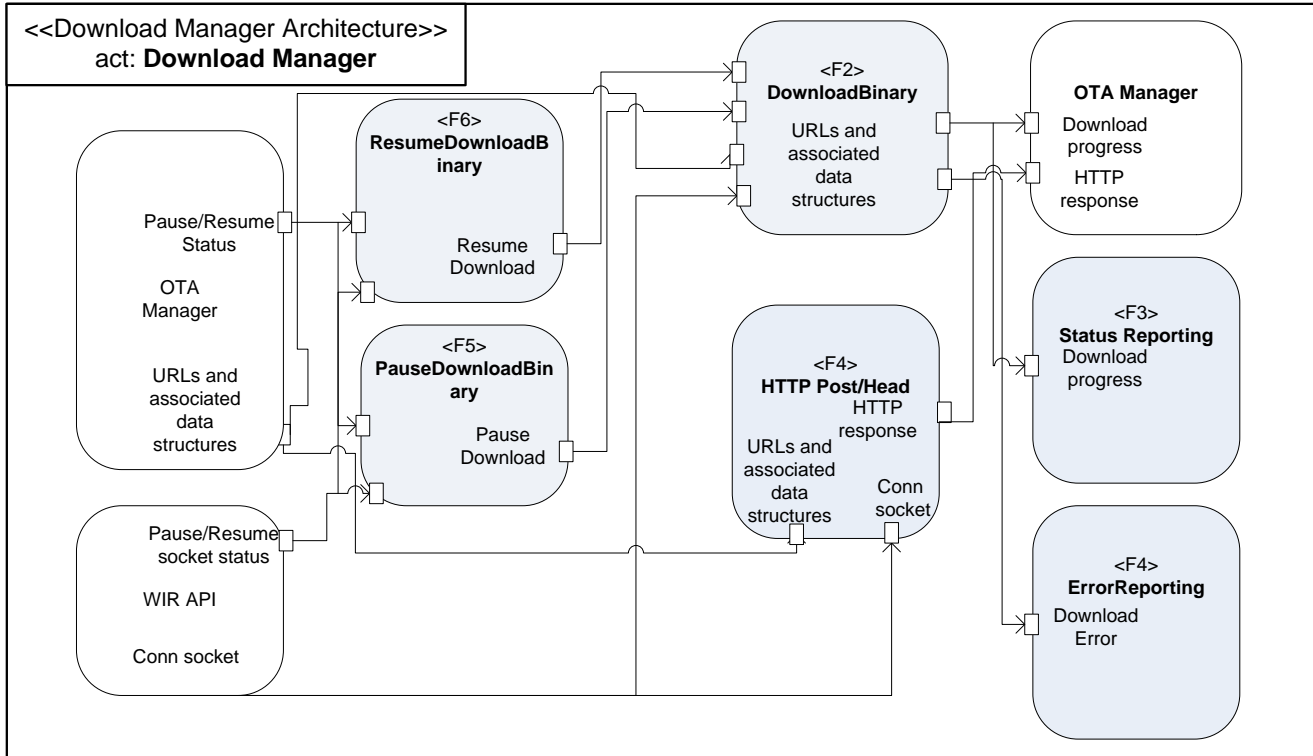 <<Download Manager Architecture>>
act: Download Manager
Pause/Resume
Status
OTA
Manager
URLs and
associated
data
structures
Pause/Resume
socket status
WIR API
Conn socket
<F6>
ResumeDownloadB
inary
Resume
Download
<F5>
PauseDownloadBin
ary
Pause
Download
<F2>
DownloadBinary
URLs and
associated
data
structures
<F4>
HTTP Post/Head
HTTP
response
URLs and
associated
data
structures
Conn
socket
OTA Manager
Download
progress
HTTP
response
<F3>
Status Reporting
Download
progress
<F4>
ErrorReporting
Download
Error